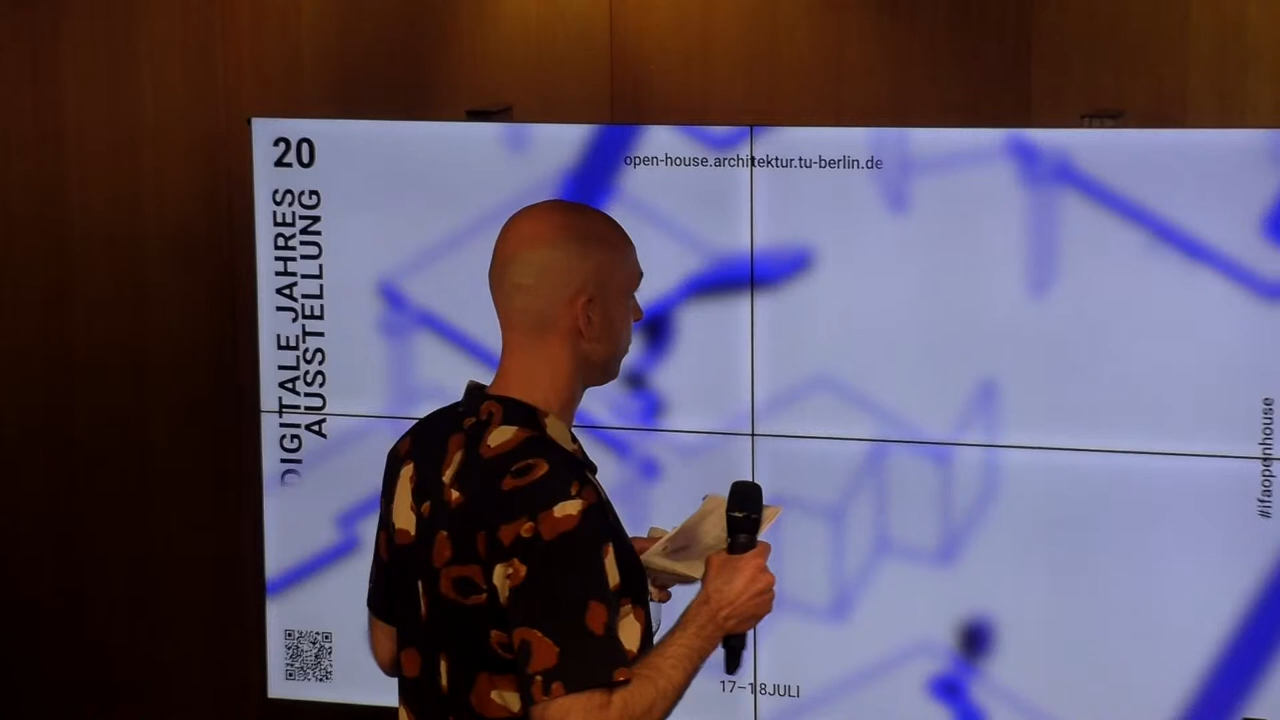 20
DIGITALE JAHRES
AUSSTELLUNG
open-house.architektur.tu-berlin.de
#ifaopenhouse
17–18JULI